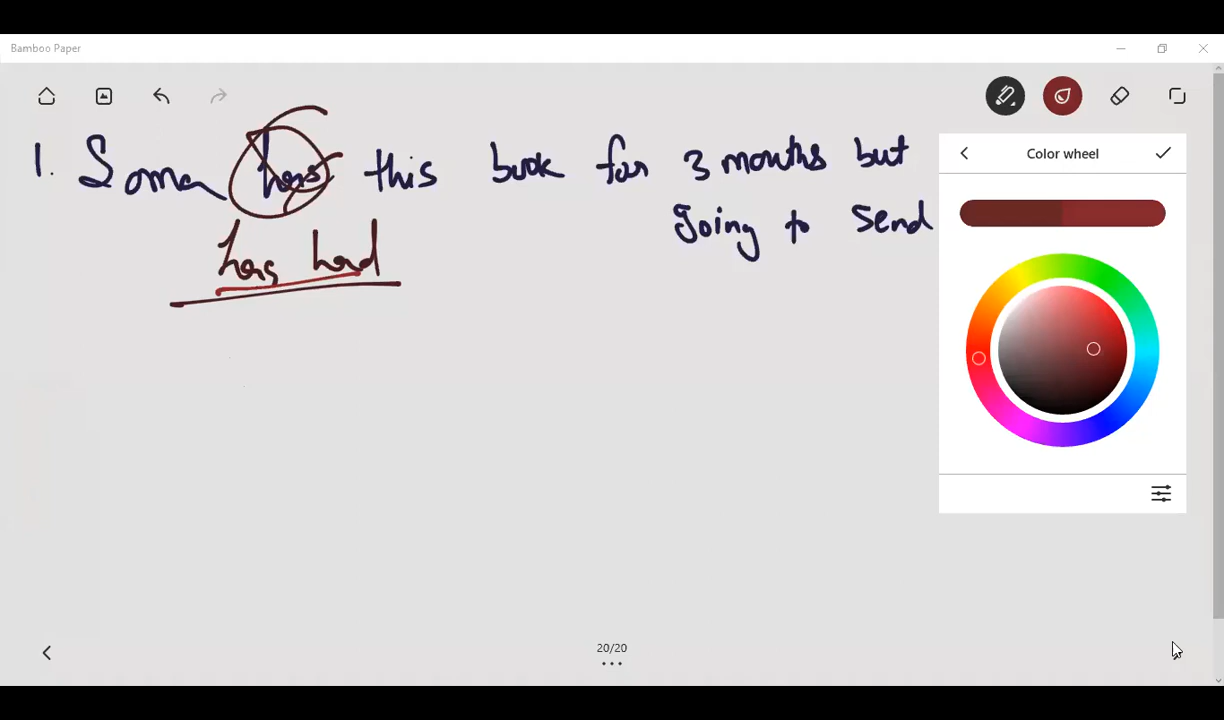 Bamboo Paper
1. Soma has this book for 3 months but
going to send
has had
Color wheel
20/20